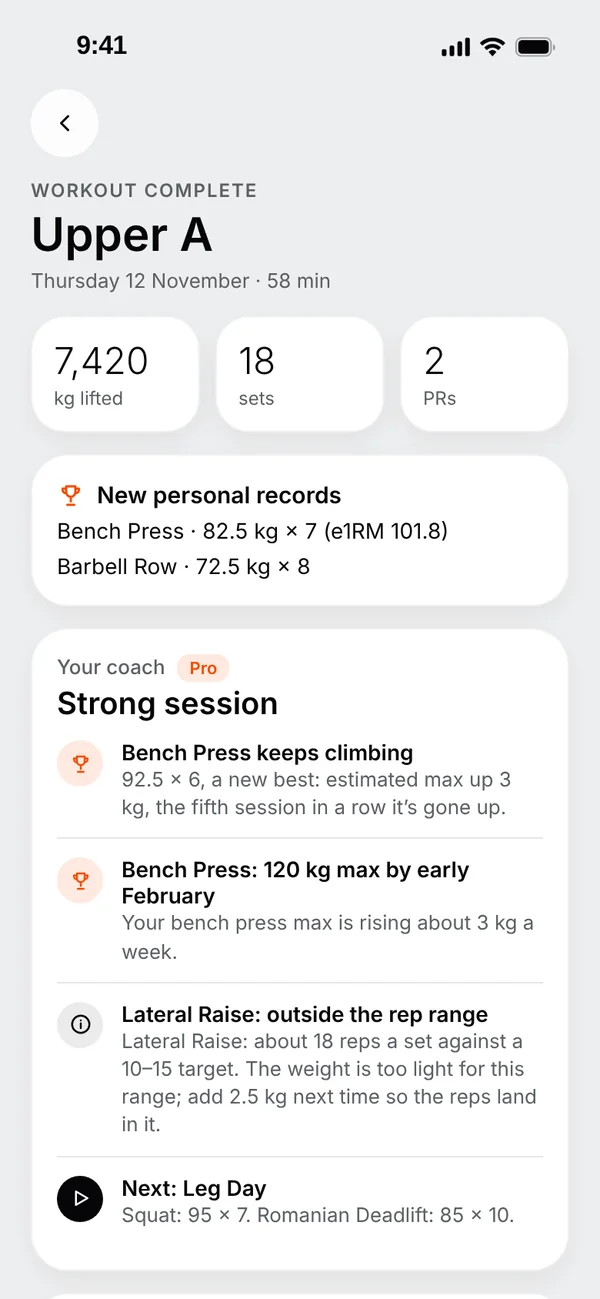 9:41
WORKOUT COMPLETE
Upper A
Thursday 12 November · 58 min
7,420
kg lifted
18
sets
2
PRs
New personal records
Bench Press · 82.5 kg × 7 (e1RM 101.8)
Barbell Row · 72.5 kg × 8
Your coach Pro
Strong session
Bench Press keeps climbing
92.5 × 6, a new best: estimated max up 3
kg, the fifth session in a row it’s gone up.
Bench Press: 120 kg max by early
February
Your bench press max is rising about 3 kg a
week.
Lateral Raise: outside the rep range
Lateral Raise: about 18 reps a set against a
10–15 target. The weight is too light for this
range; add 2.5 kg next time so the reps land
in it.
Next: Leg Day
Squat: 95 × 7. Romanian Deadlift: 85 × 10.